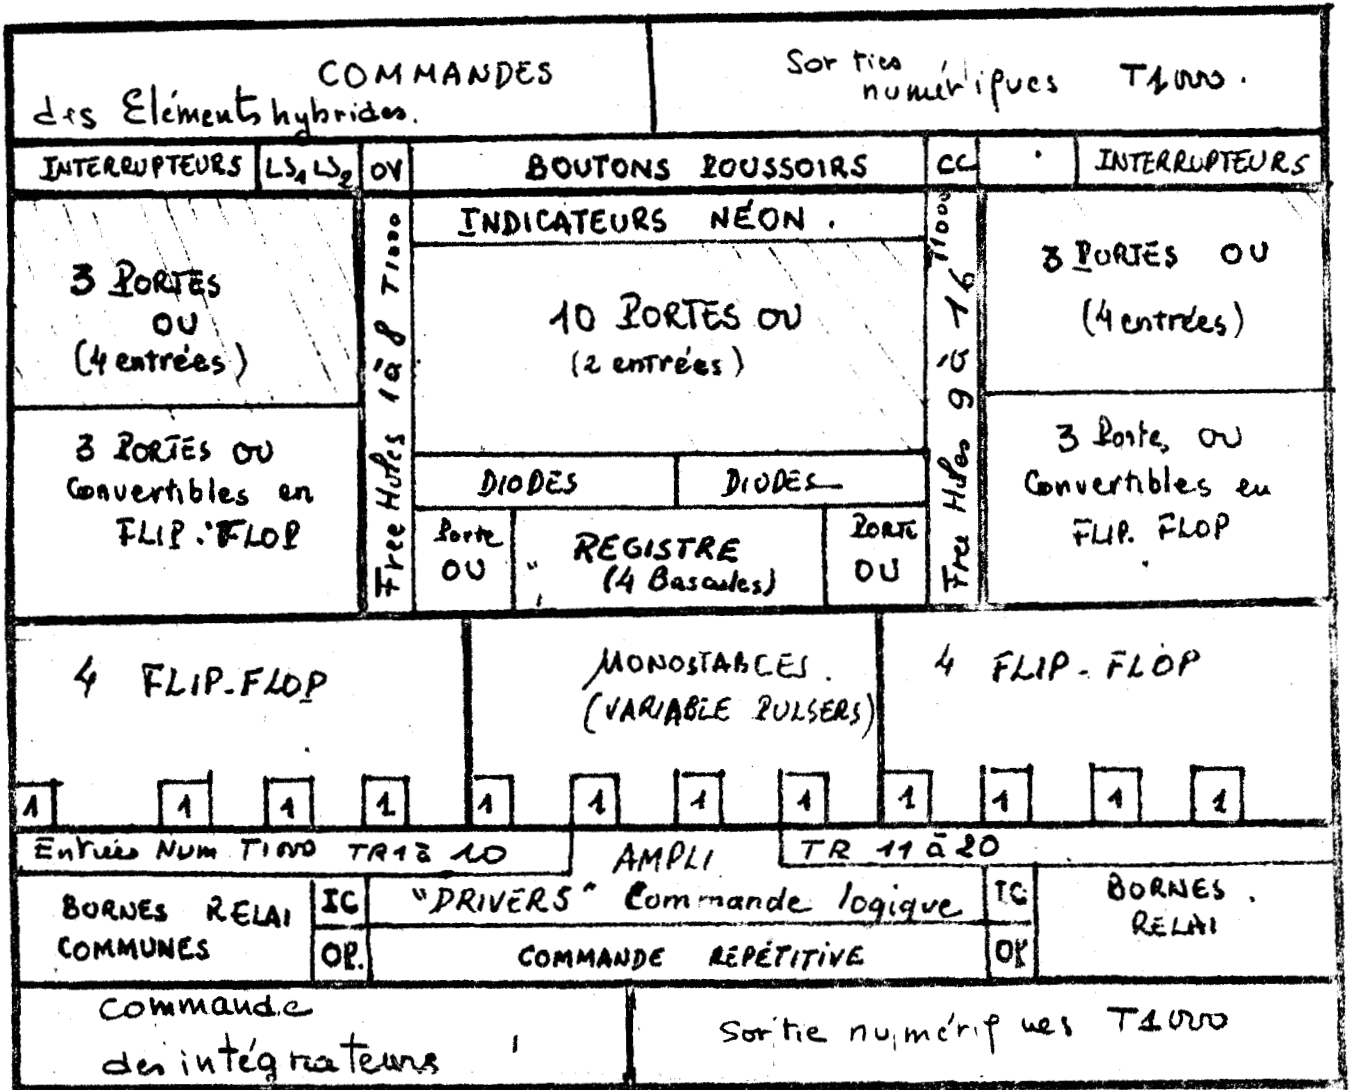 COMMANDES
des Eléments hybrides.
Sorties
numériques T1000.
INTERRUPTEURS
LS1 LS2
OV
BOUTONS POUSSOIRS
CC
INTERRUPTEURS
3 PORTES
OU
(4 entrées)
Free Holes 1 à 8 T1000
INDICATEURS NÉON.
10 PORTES OU
(2 entrées)
Free Holes 9 à 16 T1000
3 PORTES OU
(4 entrées)
3 PORTES OU
Convertibles en
FLIP.FLOP
DIODES
DIODES
Porte
OU
REGISTRE
(4 Bascules)
PORTE
OU
3 Porte, OU
Convertibles en
FLIP. FLOP
4 FLIP-FLOP
MONOSTABLES.
(VARIABLE PULSERS)
4 FLIP-FLOP
1 1 1 1 1 1 1 1 1 1 1 1
Entrées Num T1000 TR1 à 10
AMPLI
TR 11 à 20
BORNES RELAI
COMMUNES
IC
OP.
"DRIVERS" Commande logique
COMMANDE REPÉTITIVE
IC
OP
BORNES.
RELAI
Commande
des intégrateurs
Sortie numériques T1000